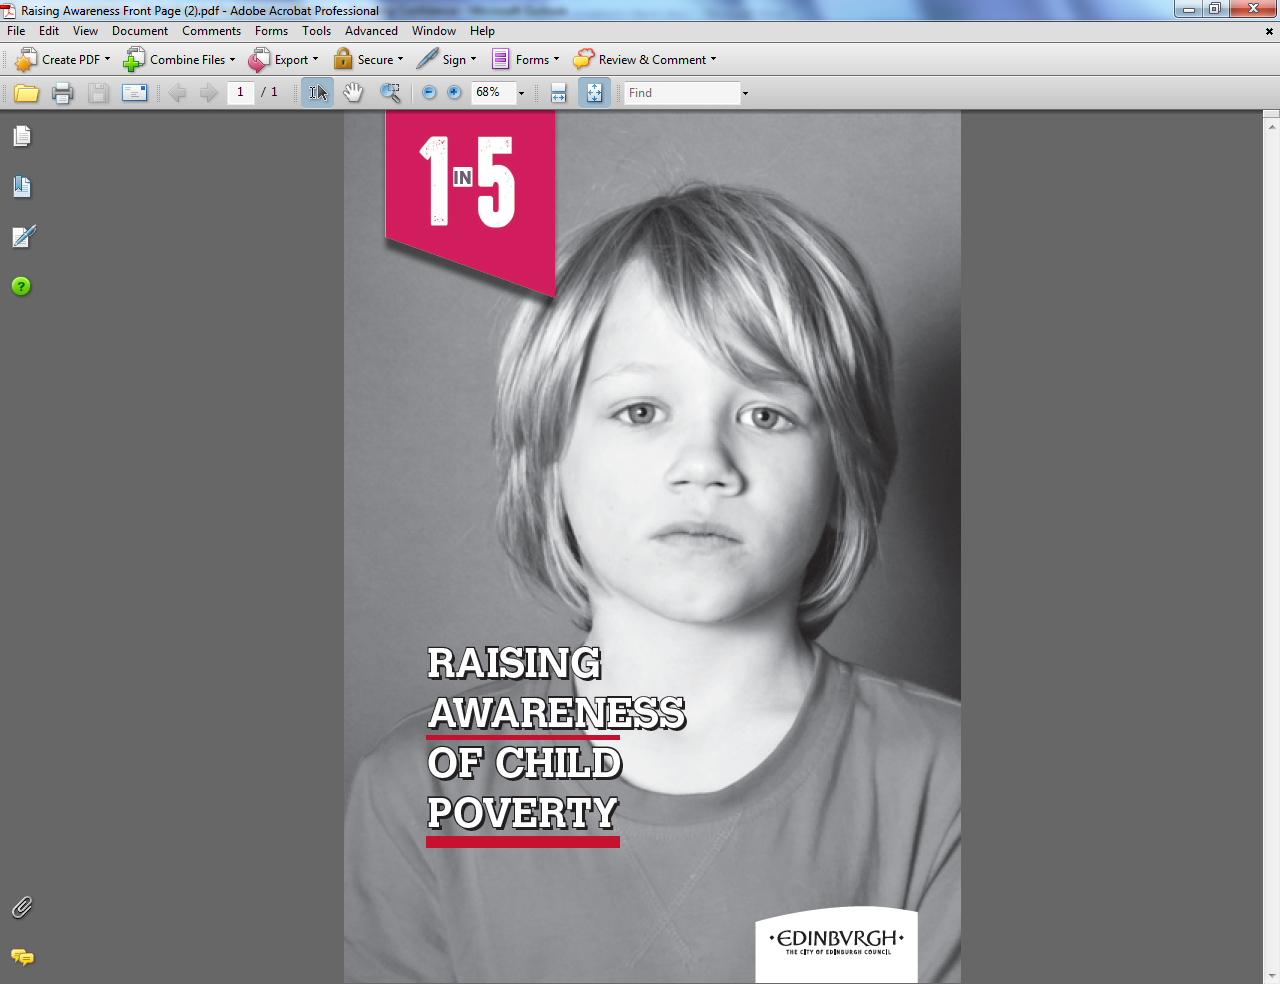 Raising Awareness Front Page (2).pdf - Adobe Acrobat Professional
File Edit View Document Comments Forms Tools Advanced Window Help
Create PDF Combine Files Export Secure Sign Forms Review & Comment
1 / 1 68% Find
1 IN 5
RAISING
AWARENESS
OF CHILD
POVERTY
•EDINBVRGH•
THE CITY OF EDINBURGH COUNCIL